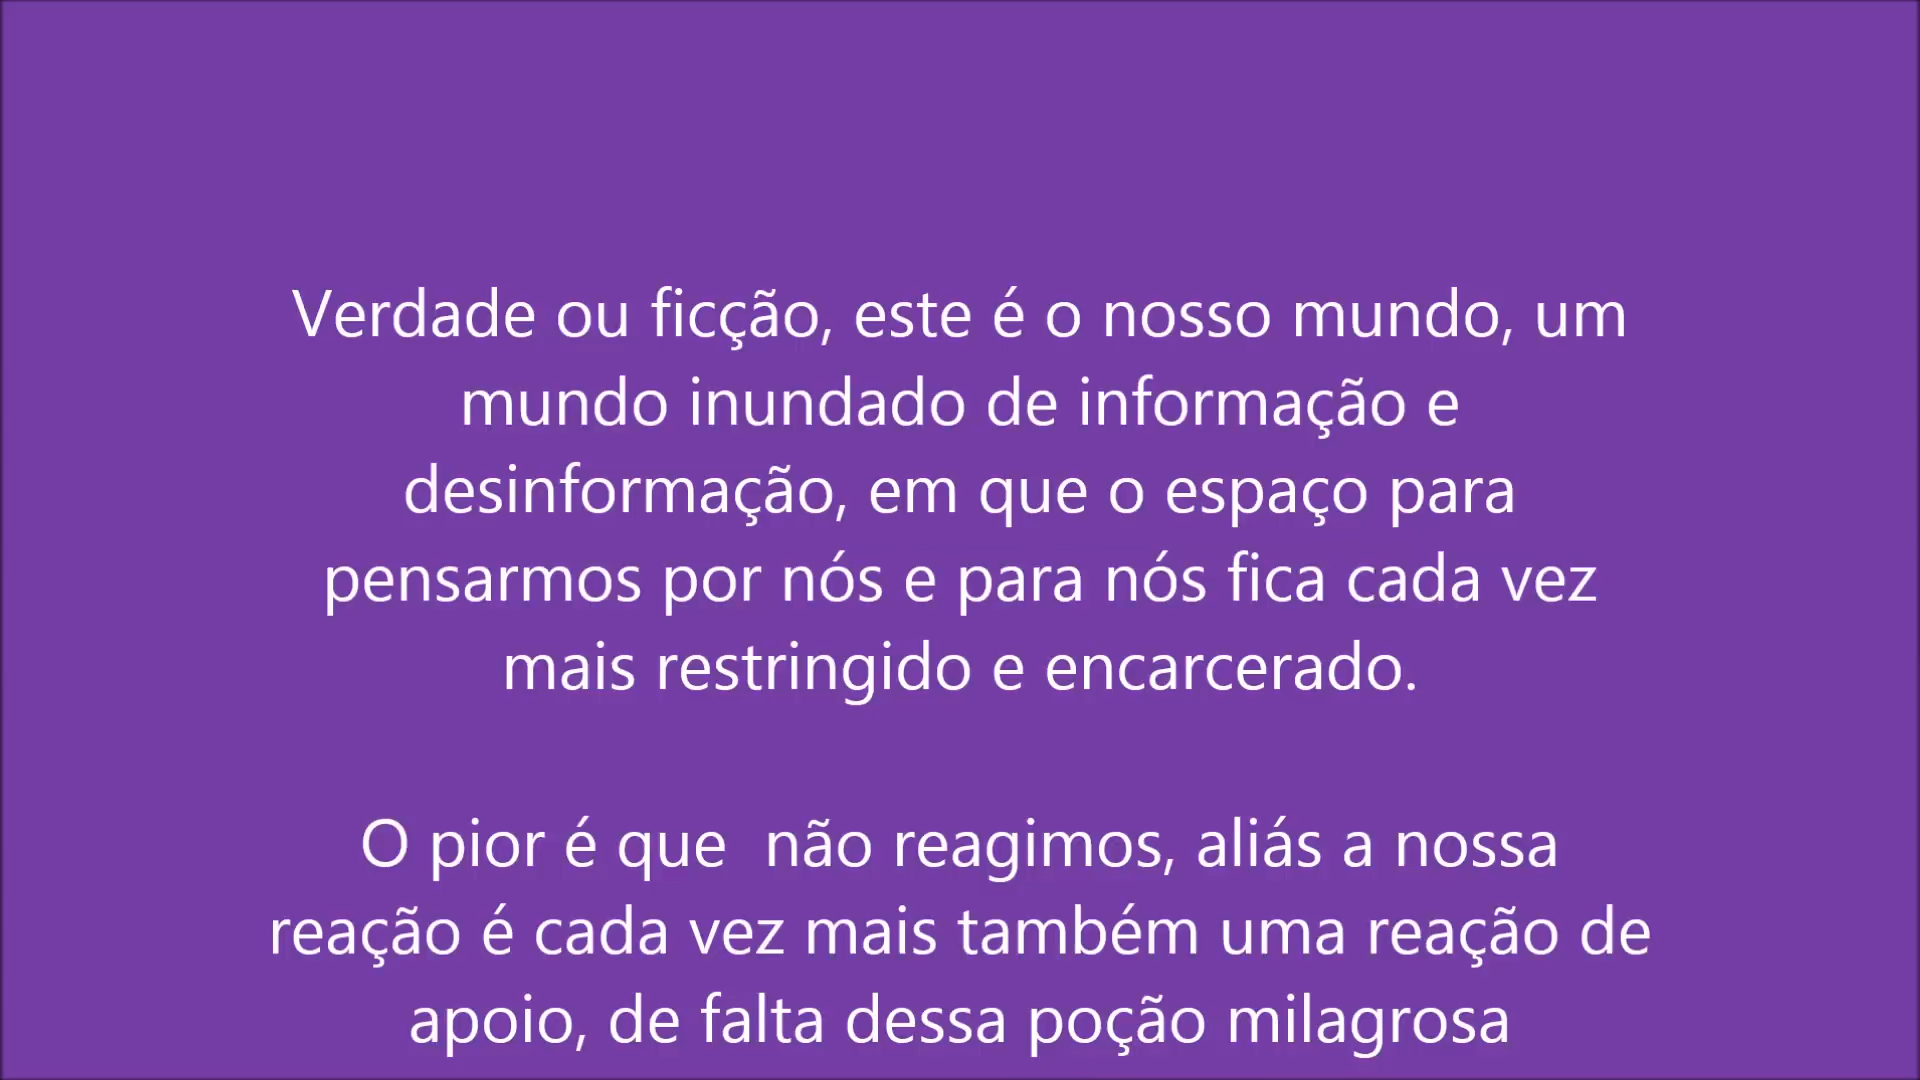 Verdade ou ficção, este é o nosso mundo, um
mundo inundado de informação e
desinformação, em que o espaço para
pensarmos por nós e para nós fica cada vez
mais restringido e encarcerado.
O pior é que  não reagimos, aliás a nossa
reação é cada vez mais também uma reação de
apoio, de falta dessa poção milagrosa